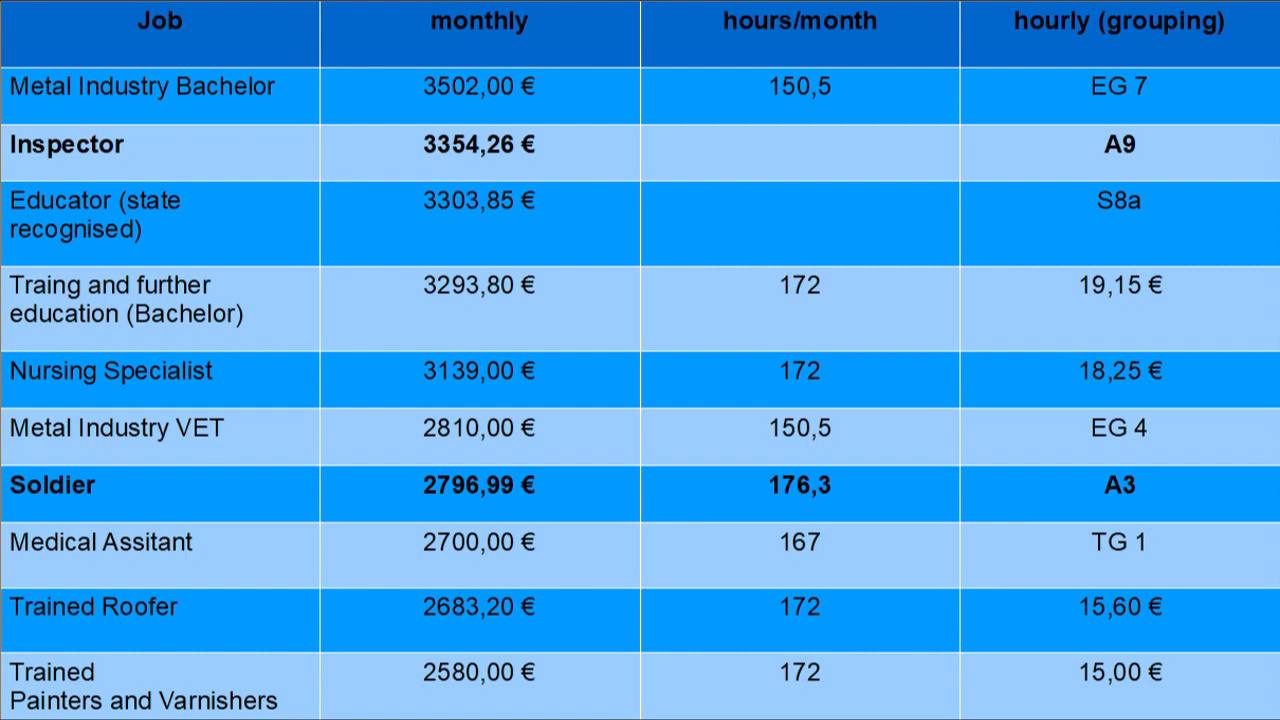 Job monthly hours/month hourly (grouping)
Metal Industry Bachelor 3502,00 € 150,5 EG 7
Inspector 3354,26 € A9
Educator (state 3303,85 € S8a
recognised)
Traing and further 3293,80 € 172 19,15 €
education (Bachelor)
Nursing Specialist 3139,00 € 172 18,25 €
Metal Industry VET 2810,00 € 150,5 EG 4
Soldier 2796,99 € 176,3 A3
Medical Assitant 2700,00 € 167 TG 1
Trained Roofer 2683,20 € 172 15,60 €
Trained 2580,00 € 172 15,00 €
Painters and Varnishers